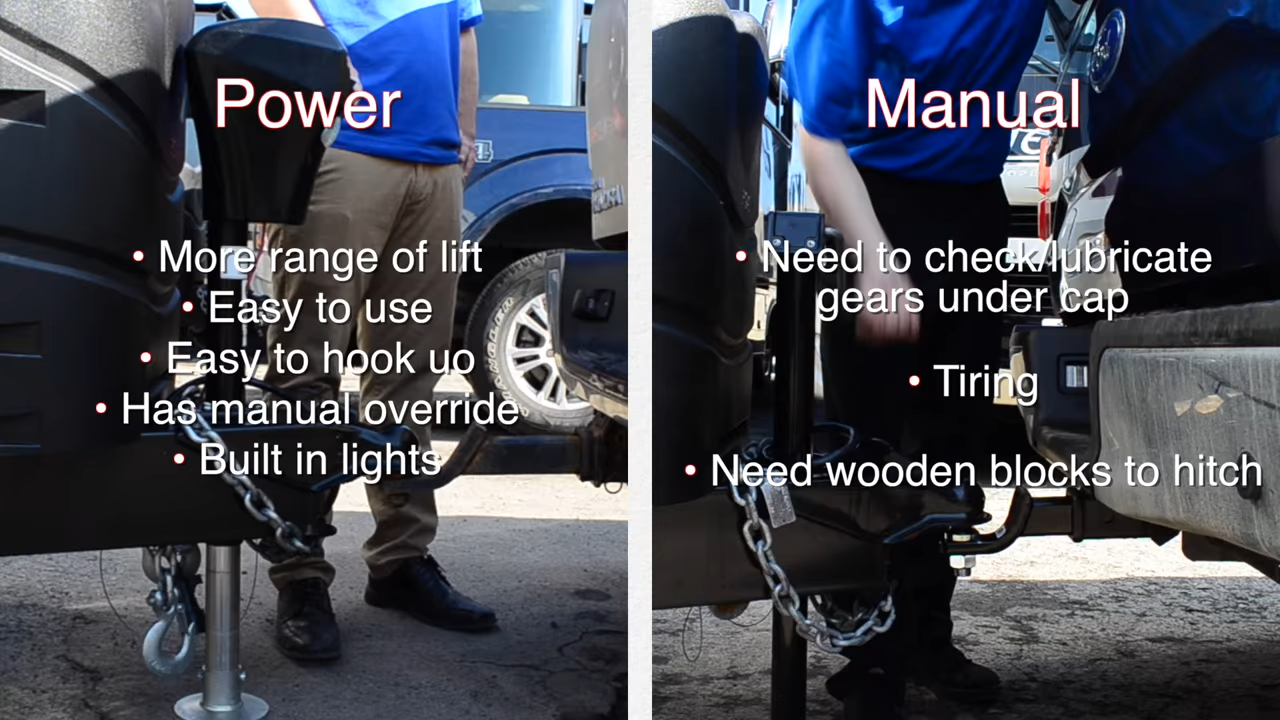 Power
• More range of lift
• Easy to use
• Easy to hook uo
• Has manual override
• Built in lights
Manual
• Need to check/lubricate
gears under cap
• Tiring
• Need wooden blocks to hitch